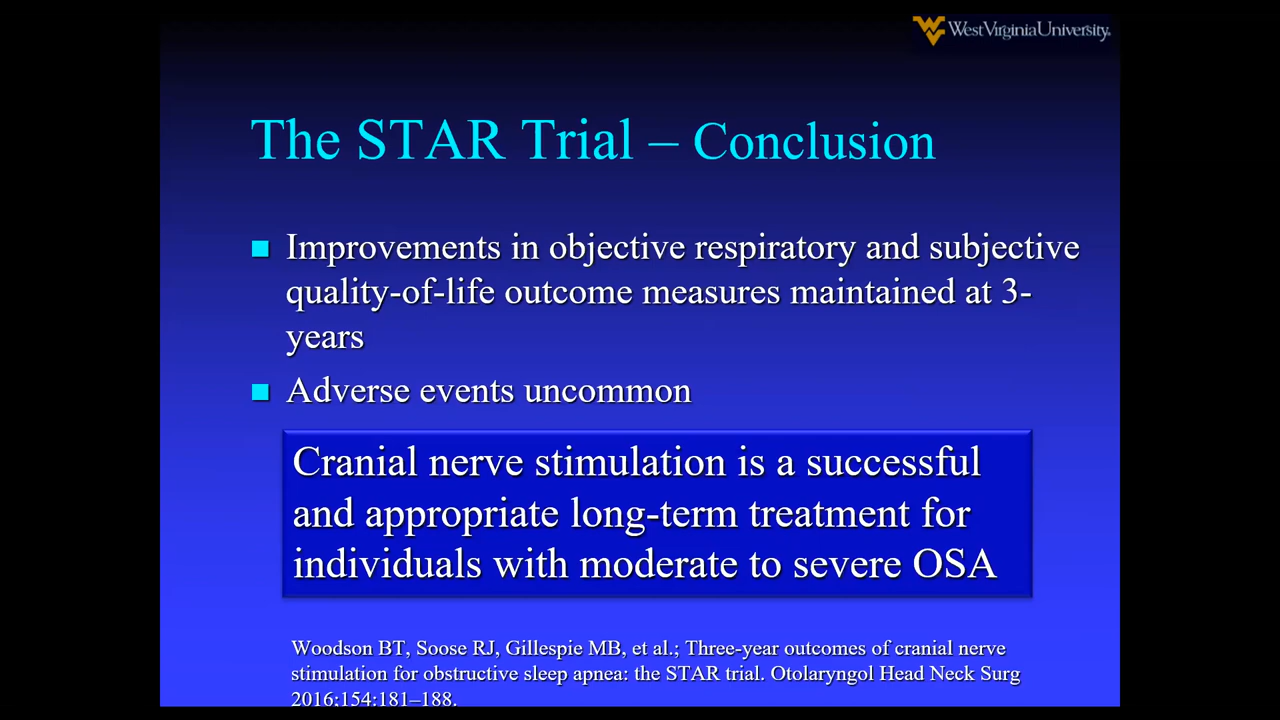 West Virginia University
The STAR Trial – Conclusion
Improvements in objective respiratory and subjective
quality-of-life outcome measures maintained at 3-
years
Adverse events uncommon
Cranial nerve stimulation is a successful
and appropriate long-term treatment for
individuals with moderate to severe OSA
Woodson BT, Soose RJ, Gillespie MB, et al.; Three-year outcomes of cranial nerve
stimulation for obstructive sleep apnea: the STAR trial. Otolaryngol Head Neck Surg
2016;154:181–188.